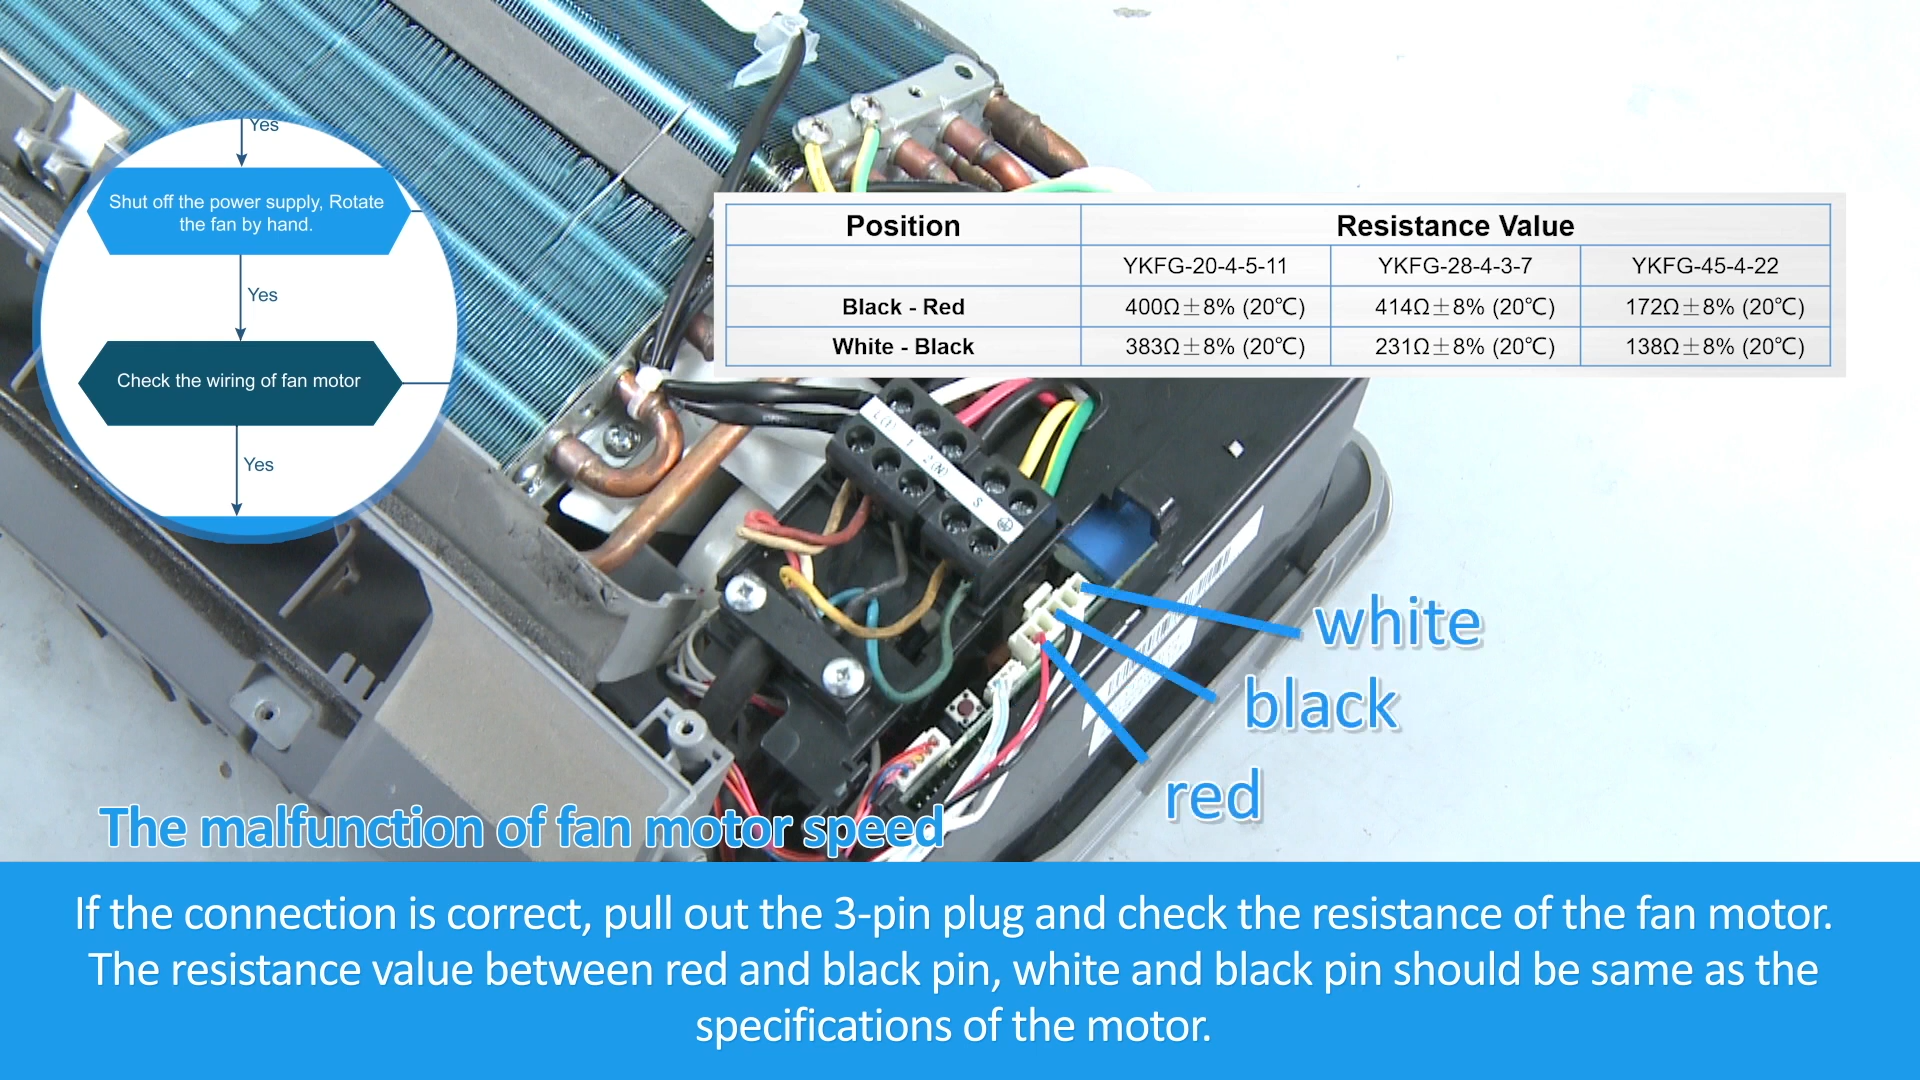 Yes
Shut off the power supply, Rotate
the fan by hand.
Yes
Check the wiring of fan motor
Yes
Position Resistance Value
YKFG-20-4-5-11 YKFG-28-4-3-7 YKFG-45-4-22
Black - Red 400Ω±8% (20℃) 414Ω±8% (20℃) 172Ω±8% (20℃)
White - Black 383Ω±8% (20℃) 231Ω±8% (20℃) 138Ω±8% (20℃)
1 2(N) S
white
black
red
The malfunction of fan motor speed
If the connection is correct, pull out the 3-pin plug and check the resistance of the fan motor.
The resistance value between red and black pin, white and black pin should be same as the
specifications of the motor.